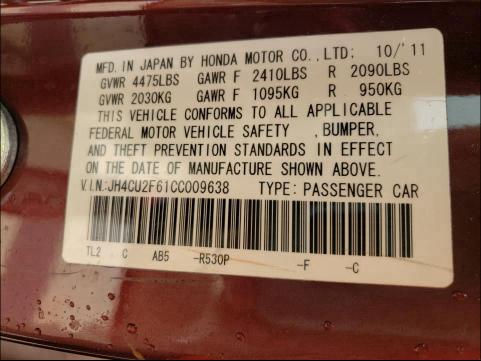 MFD. IN JAPAN BY HONDA MOTOR CO.,LTD; 10/'11
GVWR 4475LBS GAWR F 2410LBS R 2090LBS
GVWR 2030KG GAWR F 1095KG R 950KG
THIS VEHICLE CONFORMS TO ALL APPLICABLE
FEDERAL MOTOR VEHICLE SAFETY ,BUMPER,
AND THEFT PREVENTION STANDARDS IN EFFECT
ON THE DATE OF MANUFACTURE SHOWN ABOVE.
V.I.N:JH4CU2F61CC009638 TYPE: PASSENGER CAR
TL2 C AB5 -R530P -F -C